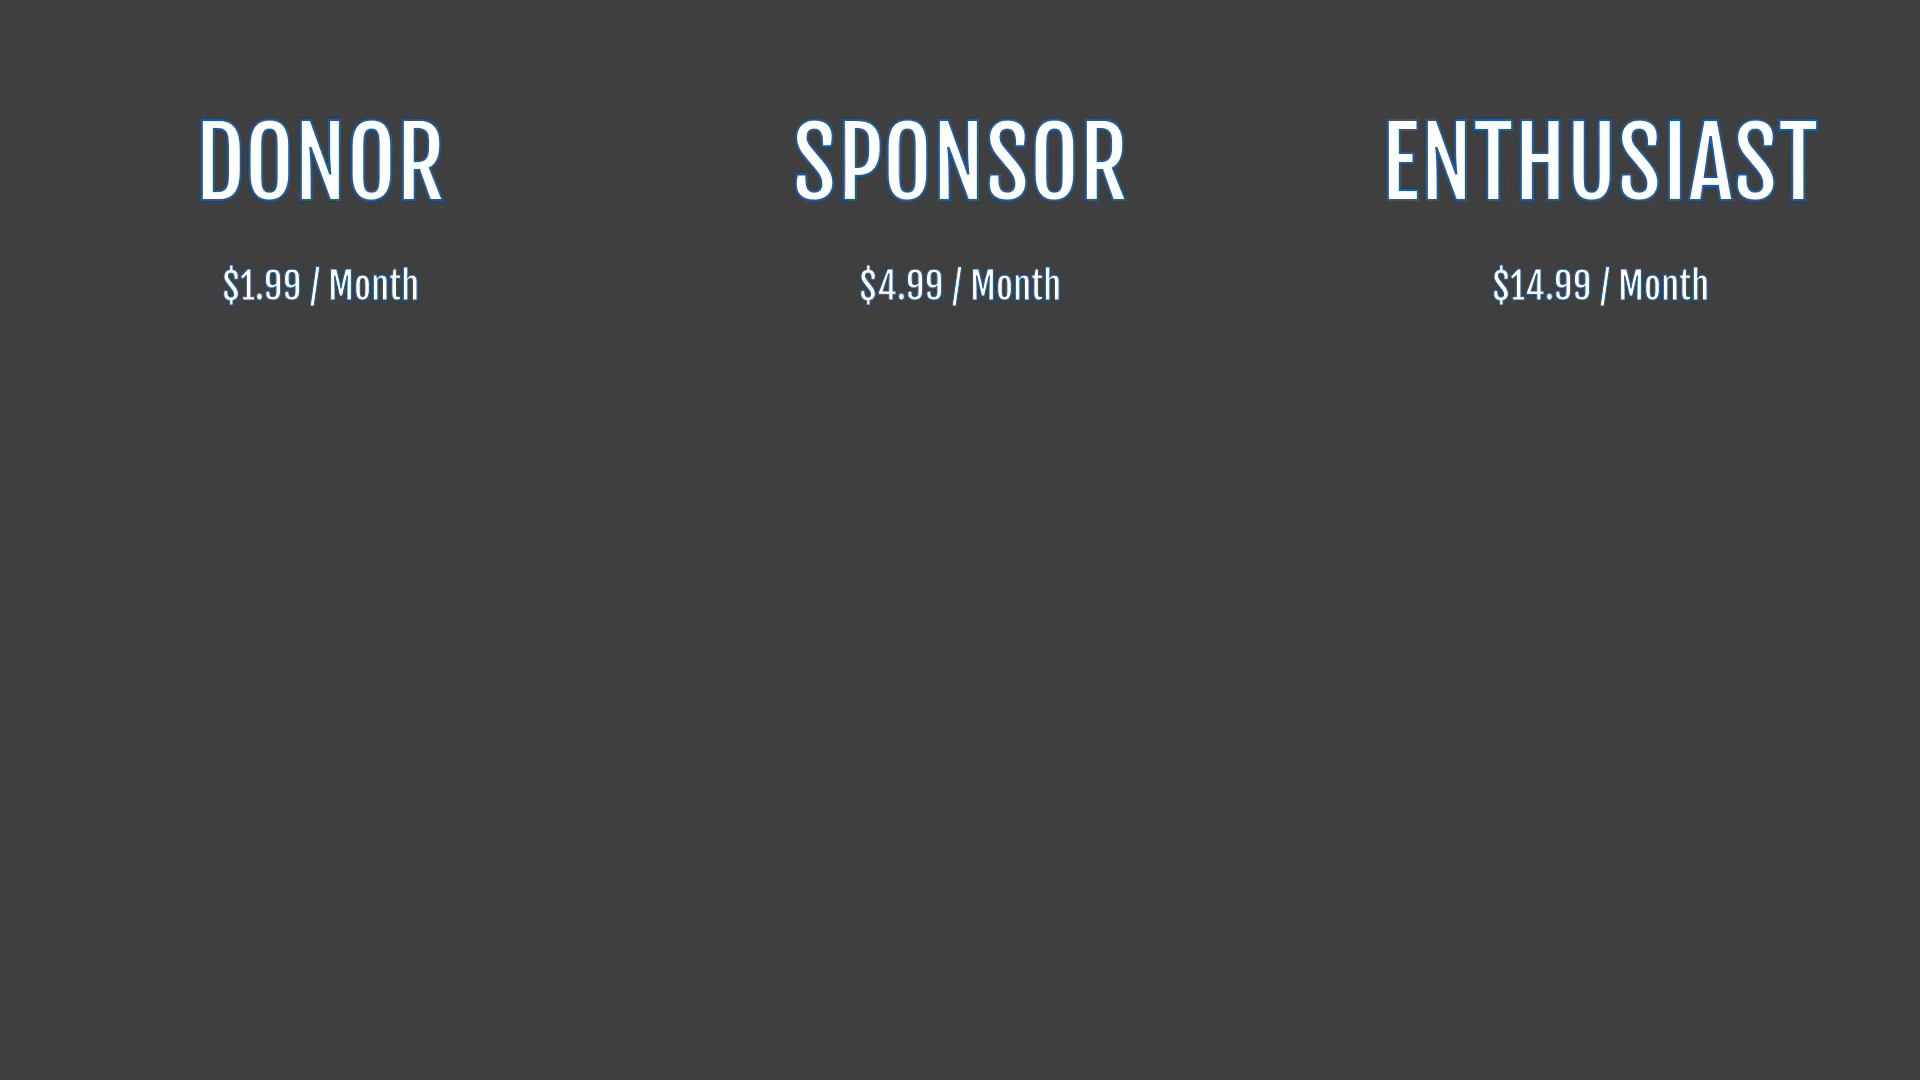 DONOR
$1.99 / Month
SPONSOR
$4.99 / Month
ENTHUSIAST
$14.99 / Month